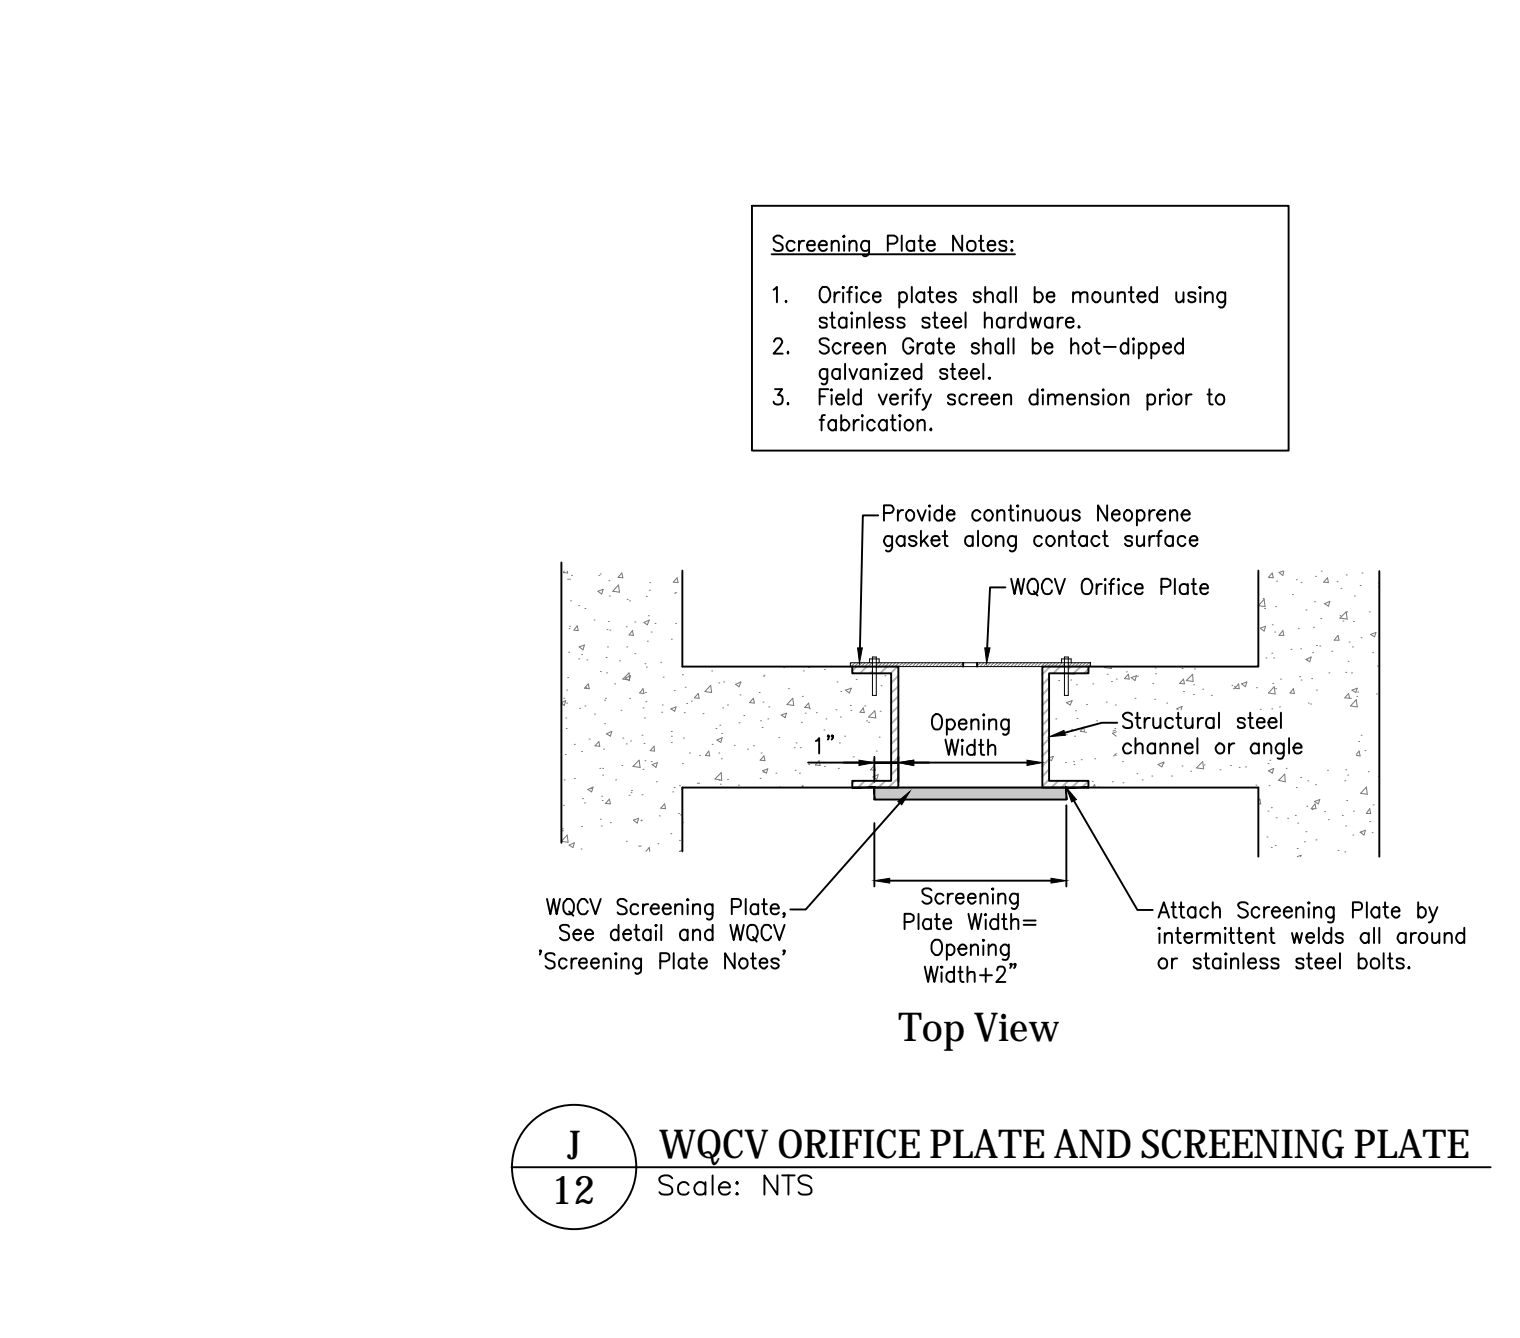 Screening Plate Notes:
1. Orifice plates shall be mounted using
stainless steel hardware.
2. Screen Grate shall be hot-dipped
galvanized steel.
3. Field verify screen dimension prior to
fabrication.
Provide continuous Neoprene
gasket along contact surface
WQCV Orifice Plate
Opening
Width
1"
Structural steel
channel or angle
WQCV Screening Plate,
See detail and WQCV
'Screening Plate Notes'
Screening
Plate Width=
Opening
Width+2"
Attach Screening Plate by
intermittent welds all around
or stainless steel bolts.
Top View
J
12
WQCV ORIFICE PLATE AND SCREENING PLATE
Scale: NTS